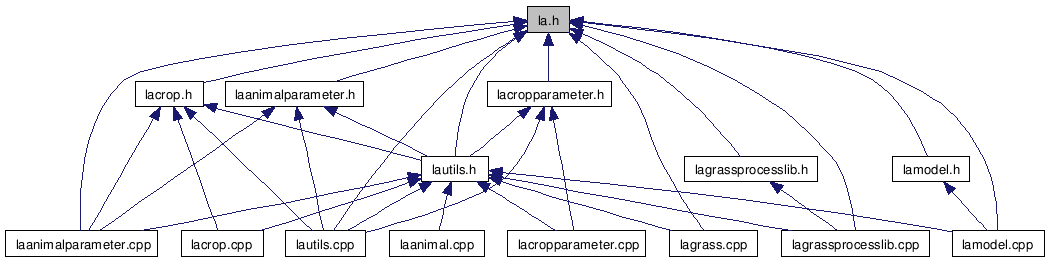 la.h
lacrop.h
laanimalparameter.h
lacropparameter.h
lautils.h
lagrassprocesslib.h
lamodel.h
laanimalparameter.cpp
lacrop.cpp
lautils.cpp
laanimal.cpp
lacropparameter.cpp
lagrass.cpp
lagrassprocesslib.cpp
lamodel.cpp